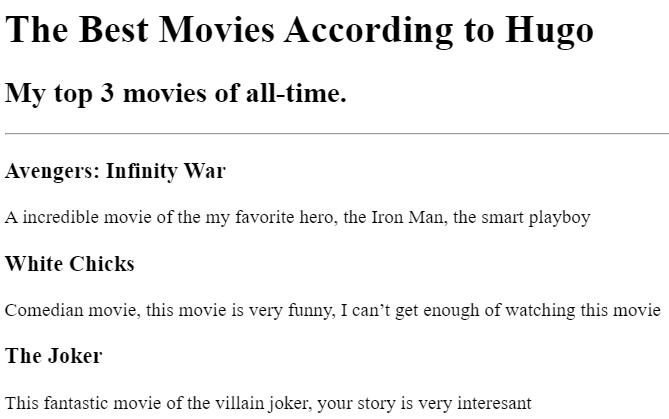 The Best Movies According to Hugo
My top 3 movies of all-time.
Avengers: Infinity War
A incredible movie of the my favorite hero, the Iron Man, the smart playboy
White Chicks
Comedian movie, this movie is very funny, I can’t get enough of watching this movie
The Joker
This fantastic movie of the villain joker, your story is very interesant